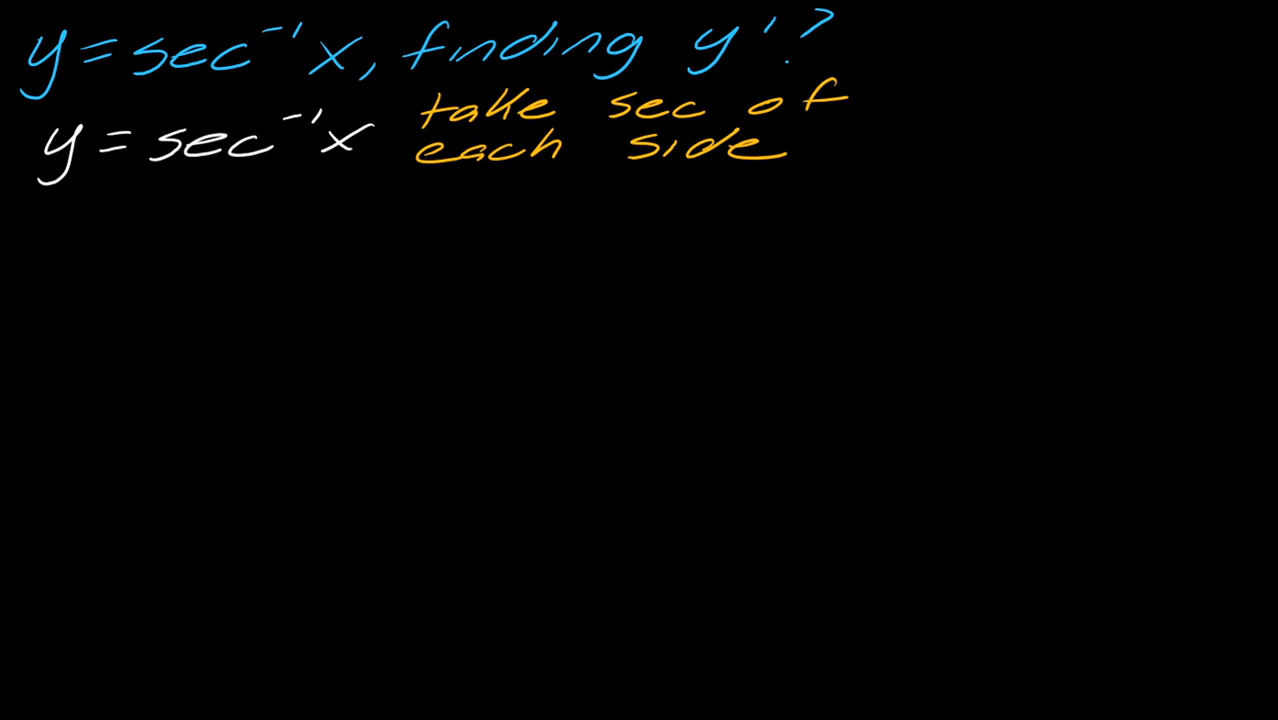 y = sec⁻¹x, finding y'?
y = sec⁻¹x take sec of
each side